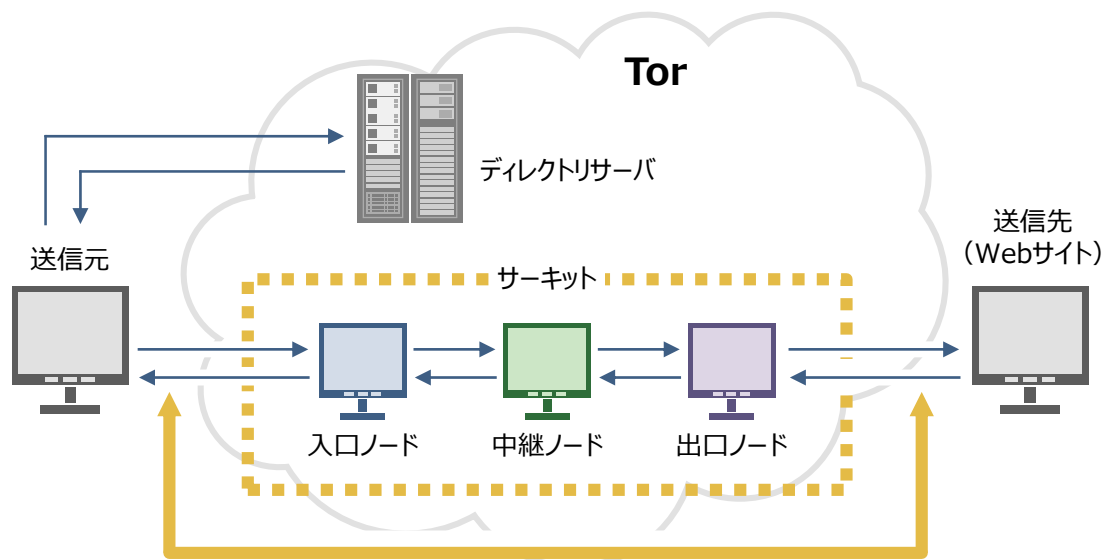 Tor
ディレクトリサーバ
送信元
送信先
（Webサイト）
サーキット
入口ノード
中継ノード
出口ノード